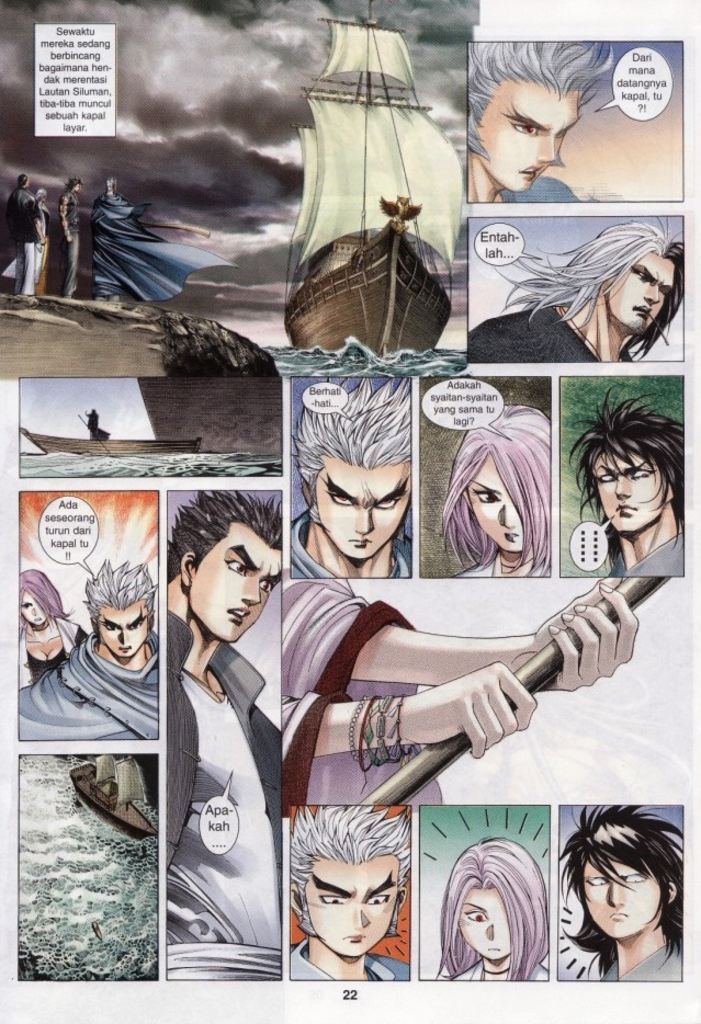 Sewaktu
mereka sedang
berbincang
bagaimana hen-
dak merentasi
Lautan Siluman,
tiba-tiba muncul
sebuah kapal
layar.
Dari
mana
datangnya
kapal, tu
?!
Entah-
lah...
Berhati
-hati...
Adakah
syaitan-syaitan
yang sama tu
lagi?
Ada
seseorang
turun dari
kapal tu
!!
Apa-
kah
....
22